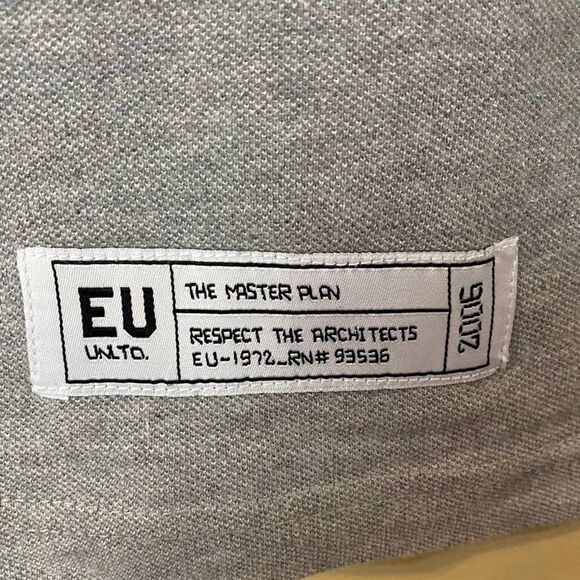 EU
UNLTD.
THE MASTER PLAN
RESPECT THE ARCHITECTS
EU-1972_RN# 93536
2006